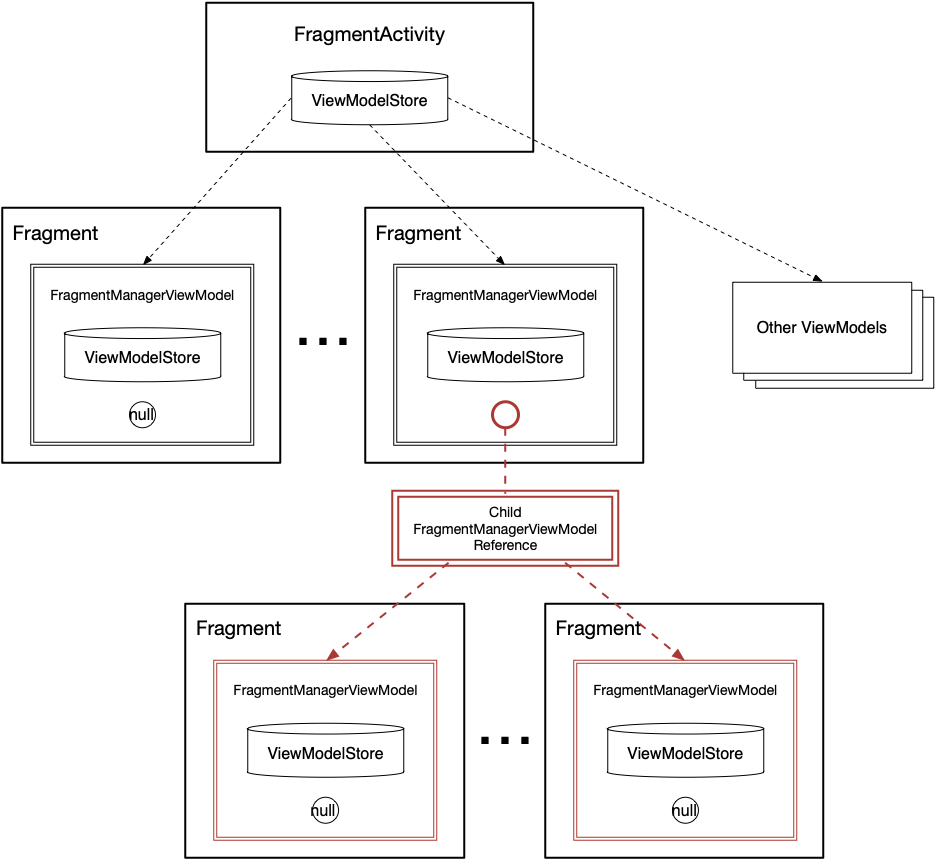 FragmentActivity
ViewModelStore
Fragment
FragmentManagerViewModel
ViewModelStore
null
Fragment
FragmentManagerViewModel
ViewModelStore
Other ViewModels
Child
FragmentManagerViewModel
Reference
Fragment
FragmentManagerViewModel
ViewModelStore
null
Fragment
FragmentManagerViewModel
ViewModelStore
null